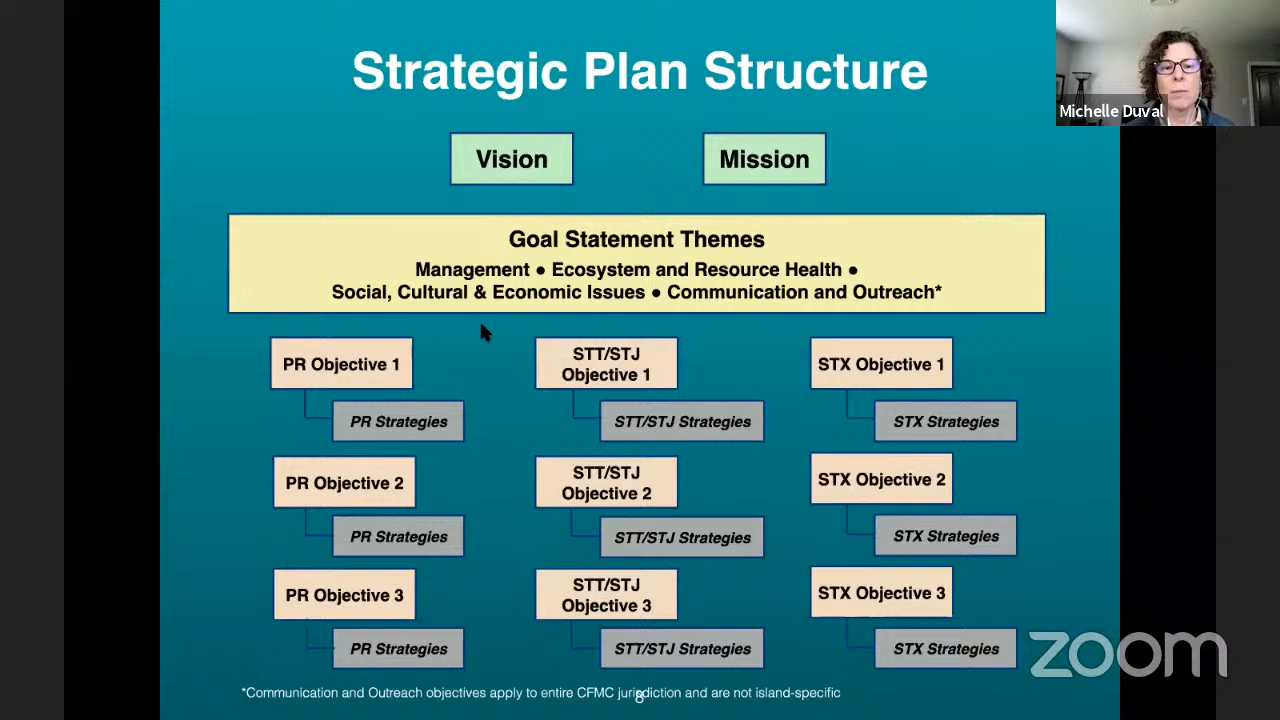 Strategic Plan Structure
Michelle Duval
Vision
Mission
Goal Statement Themes
Management ● Ecosystem and Resource Health ●
Social, Cultural & Economic Issues ● Communication and Outreach*
PR Objective 1
STT/STJ
Objective 1
STX Objective 1
PR Strategies
STT/STJ Strategies
STX Strategies
PR Objective 2
STT/STJ
Objective 2
STX Objective 2
PR Strategies
STT/STJ Strategies
STX Strategies
PR Objective 3
STT/STJ
Objective 3
STX Objective 3
PR Strategies
STT/STJ Strategies
STX Strategies
zoom
*Communication and Outreach objectives apply to entire CFMC jurisdiction and are not island-specific
8